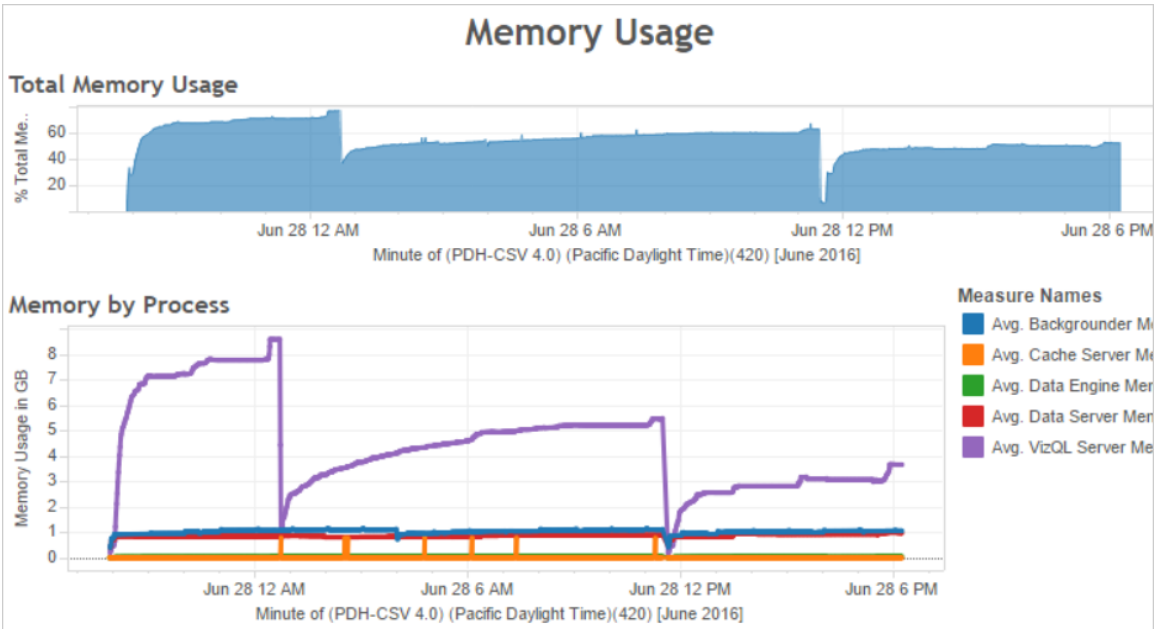 Memory Usage
Total Memory Usage
% Total Me..
60
40
20
Jun 28 12 AM Jun 28 6 AM Jun 28 12 PM Jun 28 6 PM
Minute of (PDH-CSV 4.0) (Pacific Daylight Time)(420) [June 2016]
Memory by Process
Memory Usage in GB
8
7
6
5
4
3
2
1
0
Jun 28 12 AM Jun 28 6 AM Jun 28 12 PM Jun 28 6 PM
Minute of (PDH-CSV 4.0) (Pacific Daylight Time)(420) [June 2016]
Measure Names
Avg. Backgrounder M
Avg. Cache Server Me
Avg. Data Engine Mem
Avg. Data Server Mem
Avg. VizQL Server Me